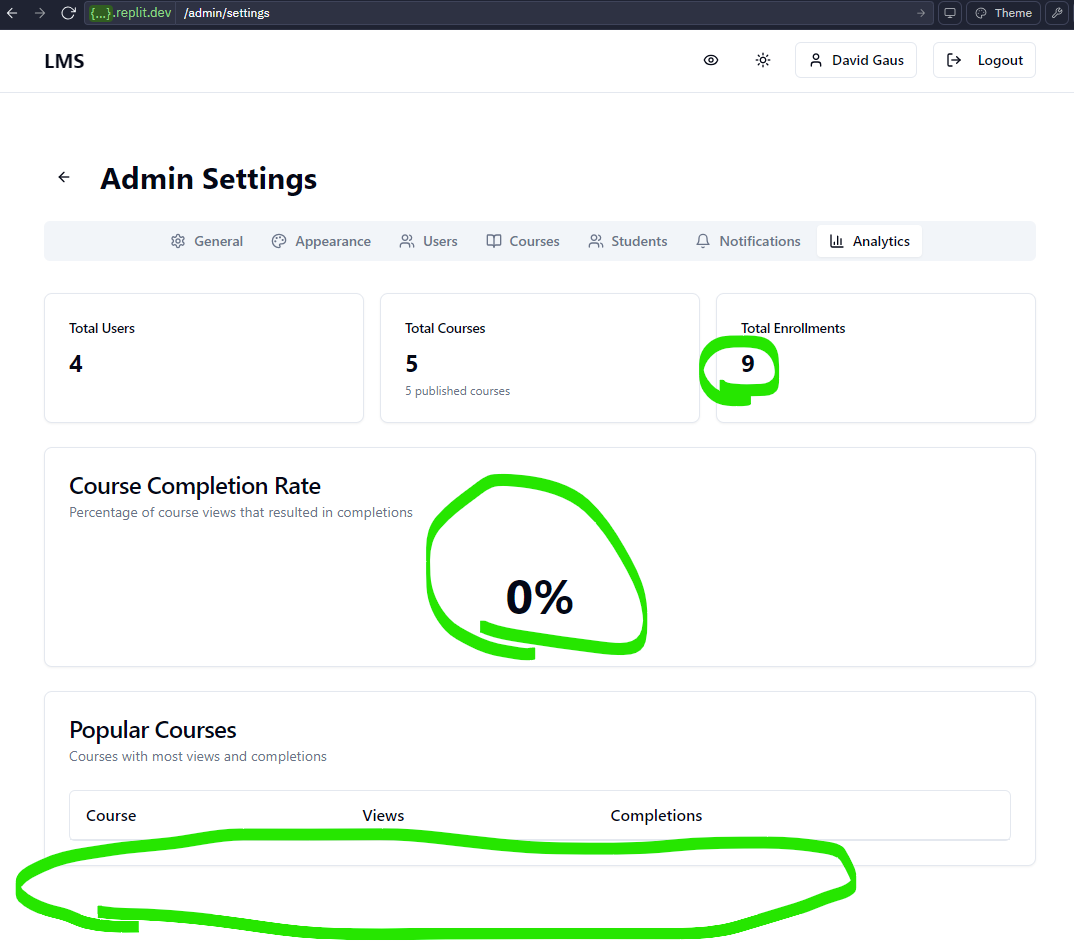 {...}.replit.dev /admin/settings Theme
LMS David Gaus Logout
Admin Settings
General Appearance Users Courses Students Notifications Analytics
Total Users Total Courses Total Enrollments
4 5 9
5 published courses
Course Completion Rate
Percentage of course views that resulted in completions
0%
Popular Courses
Courses with most views and completions
Course Views Completions